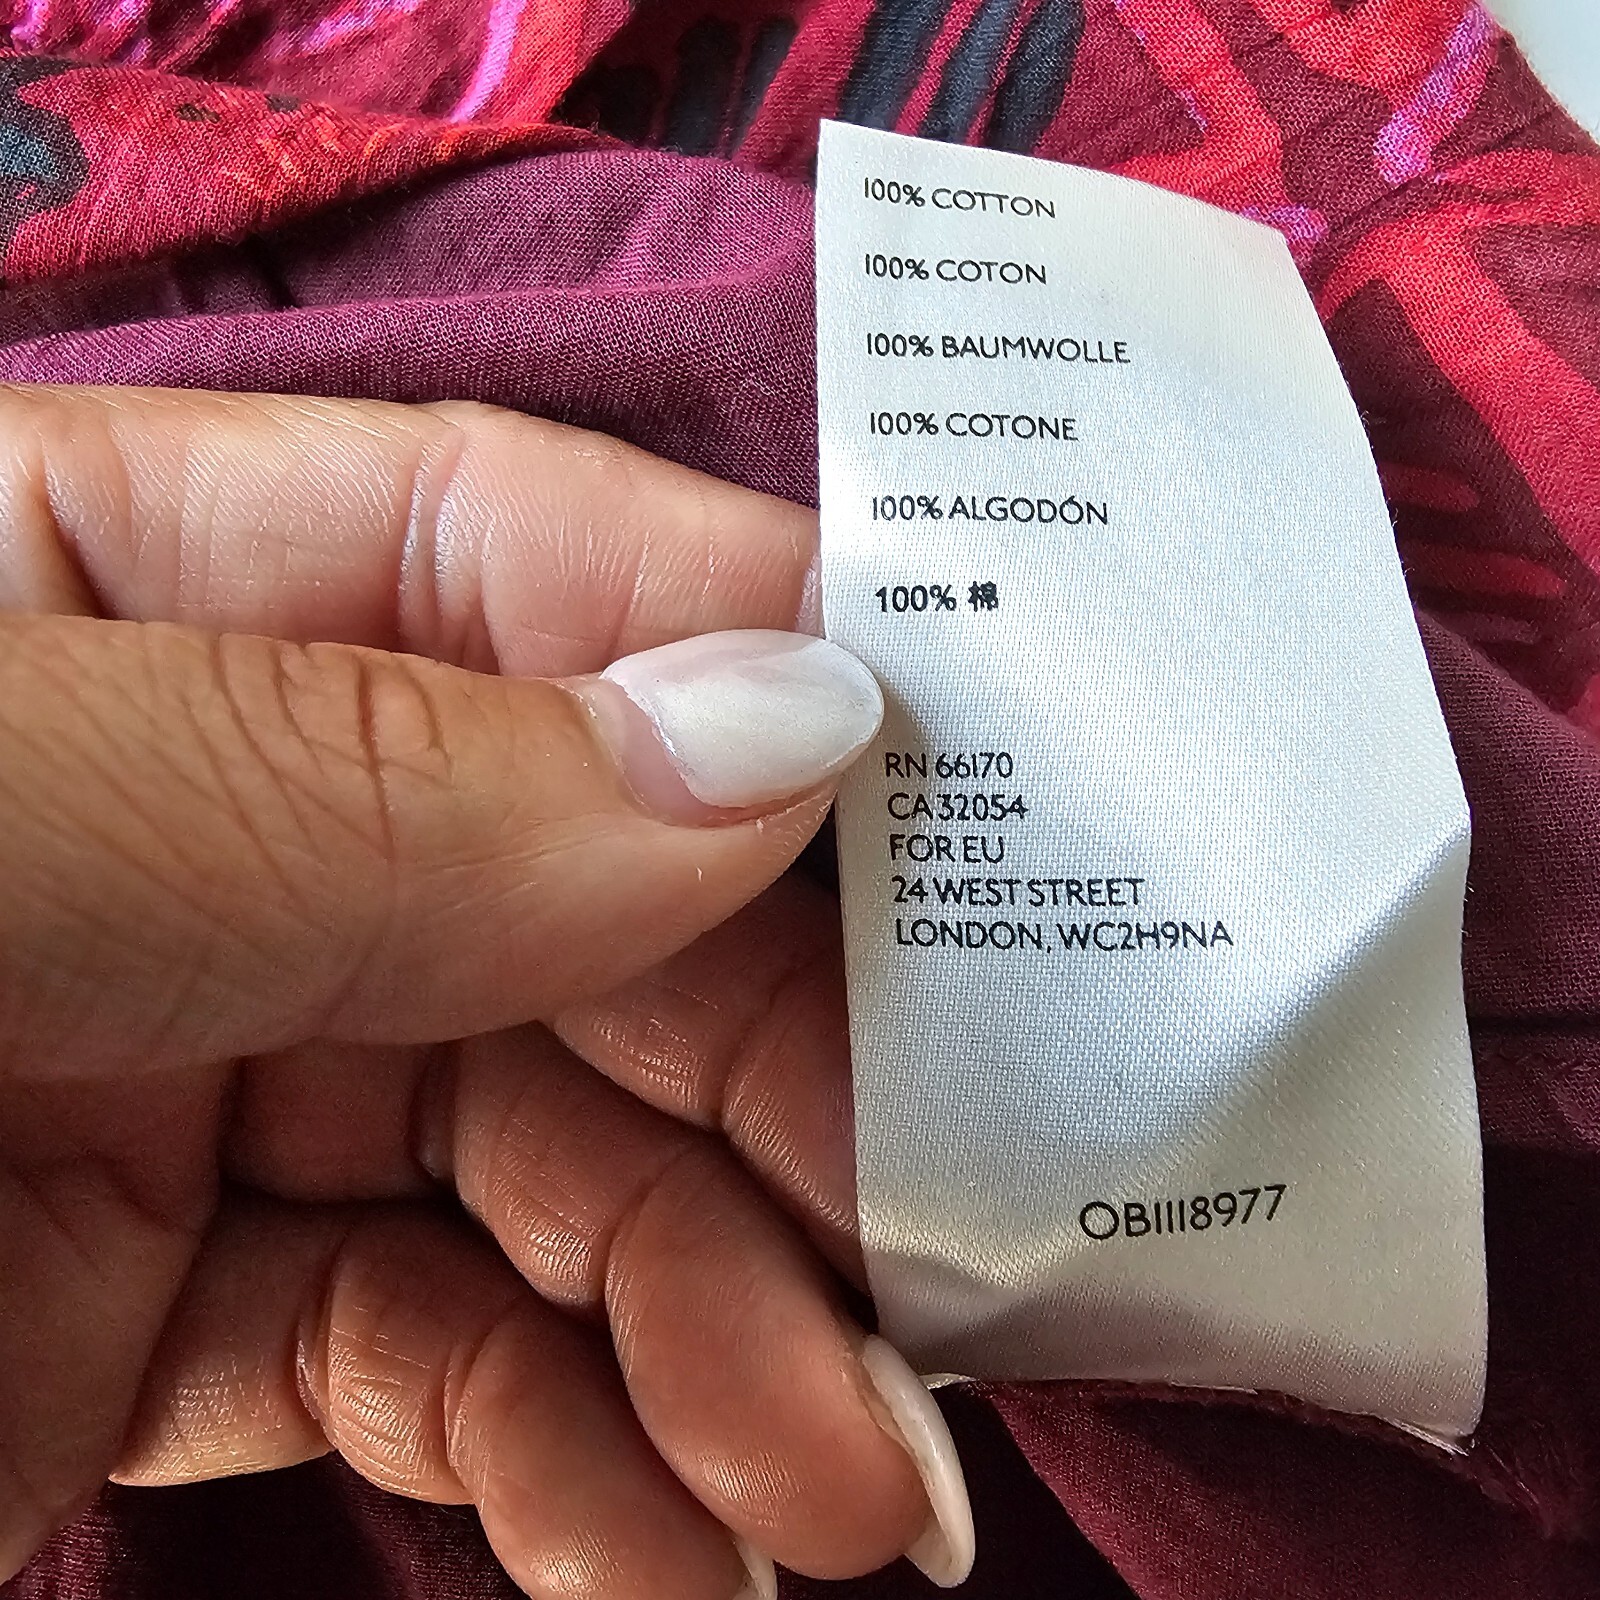 100% COTTON
100% COTON
100% BAUMWOLLE
100% COTONE
100% ALGODÓN
100% 棉
RN 66170
CA 32054
FOR EU
24 WEST STREET
LONDON, WC2H9NA
OB1118977